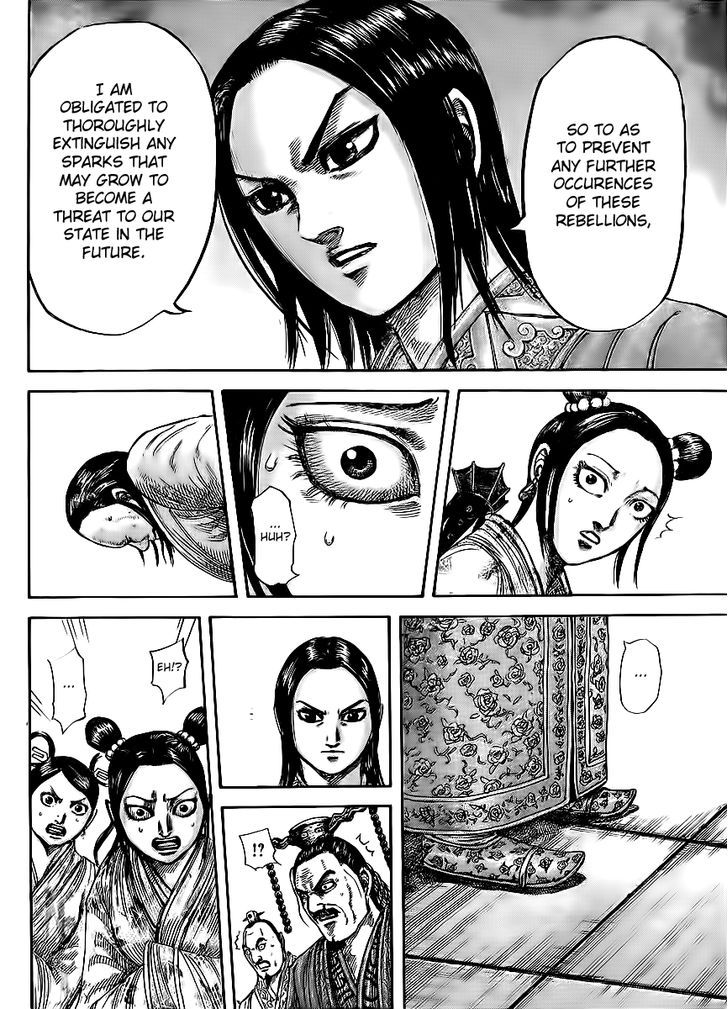 SO TO AS
TO PREVENT
ANY FURTHER
OCCURENCES
OF THESE
REBELLIONS,
I AM
OBLIGATED TO
THOROUGHLY
EXTINGUISH ANY
SPARKS THAT
MAY GROW TO
BECOME A
THREAT TO OUR
STATE IN THE
FUTURE.
...
HUH?
...
EH!?
...
!?